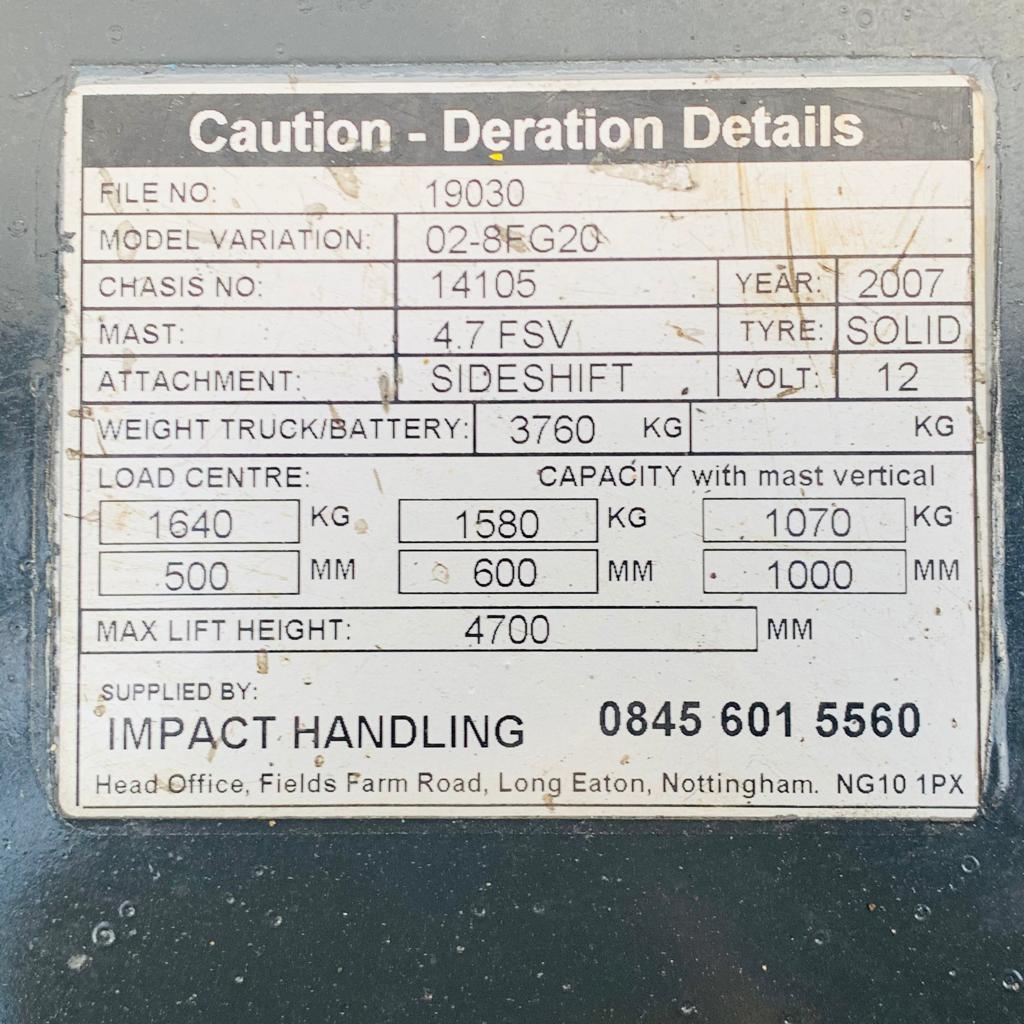 Caution - Deration Details
FILE NO: 19030
MODEL VARIATION: 02-8FG20
CHASIS NO: 14105 YEAR: 2007
MAST: 4.7 FSV TYRE: SOLID
ATTACHMENT: SIDESHIFT VOLT: 12
WEIGHT TRUCK/BATTERY: 3760 KG KG
LOAD CENTRE: CAPACITY with mast vertical
1640 KG 1580 KG 1070 KG
500 MM 600 MM 1000 MM
MAX LIFT HEIGHT: 4700 MM
SUPPLIED BY:
IMPACT HANDLING 0845 601 5560
Head Office, Fields Farm Road, Long Eaton, Nottingham. NG10 1PX